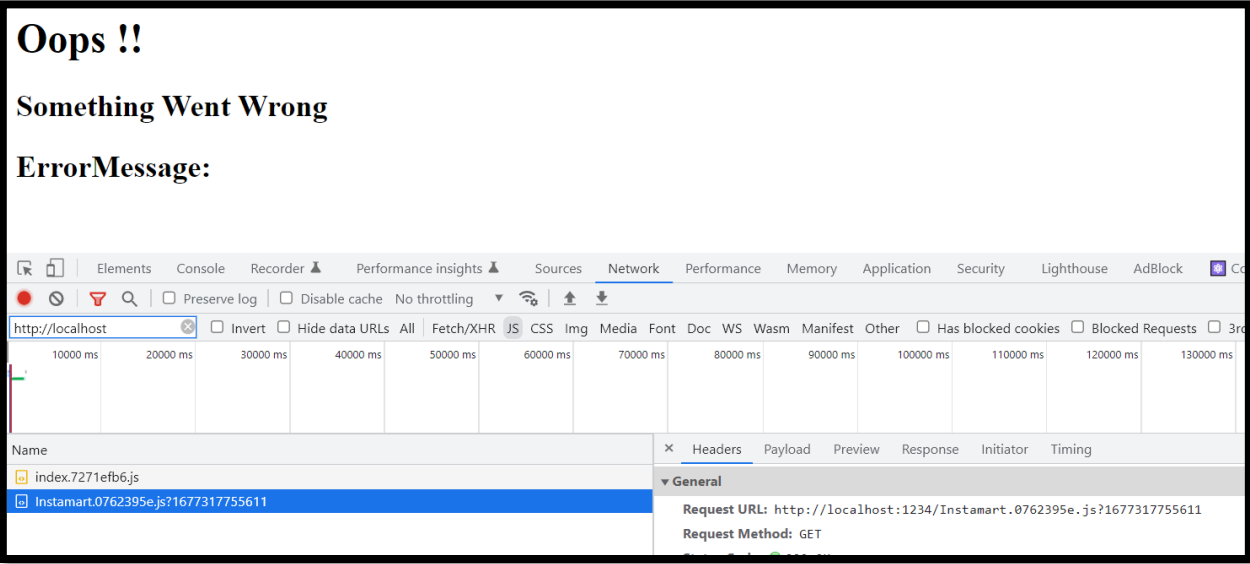 Oops !!
Something Went Wrong
ErrorMessage:
Elements Console Recorder Performance insights Sources Network Performance Memory Application Security Lighthouse AdBlock Co
Preserve log Disable cache No throttling
http://localhost Invert Hide data URLs All Fetch/XHR JS CSS Img Media Font Doc WS Wasm Manifest Other Has blocked cookies Blocked Requests 3rd
10000 ms 20000 ms 30000 ms 40000 ms 50000 ms 60000 ms 70000 ms 80000 ms 90000 ms 100000 ms 110000 ms 120000 ms 130000 ms
Name Headers Payload Preview Response Initiator Timing
index.7271efb6.js General
Instamart.0762395e.js?1677317755611 Request URL: http://localhost:1234/Instamart.0762395e.js?1677317755611
Request Method: GET